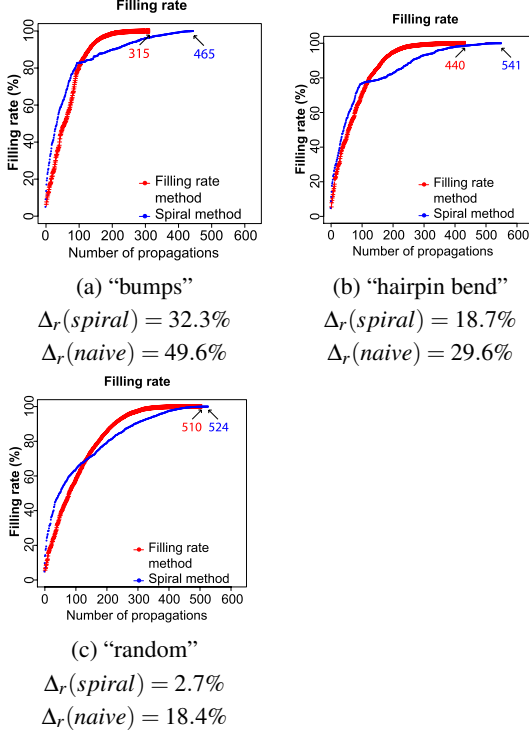 Filling rate
Filling rate (%)
0 20 40 60 80 100
315 465
Filling rate method
Spiral method
0 100 200 300 400 500 600
Number of propagations
(a) “bumps”
Δr(spiral) = 32.3%
Δr(naive) = 49.6%
Filling rate
Filling rate (%)
0 20 40 60 80 100
440 541
Filling rate method
Spiral method
0 100 200 300 400 500 600
Number of propagations
(b) “hairpin bend”
Δr(spiral) = 18.7%
Δr(naive) = 29.6%
Filling rate
Filling rate (%)
0 20 40 60 80 100
510 524
Filling rate method
Spiral method
0 100 200 300 400 500 600
Number of propagations
(c) “random”
Δr(spiral) = 2.7%
Δr(naive) = 18.4%